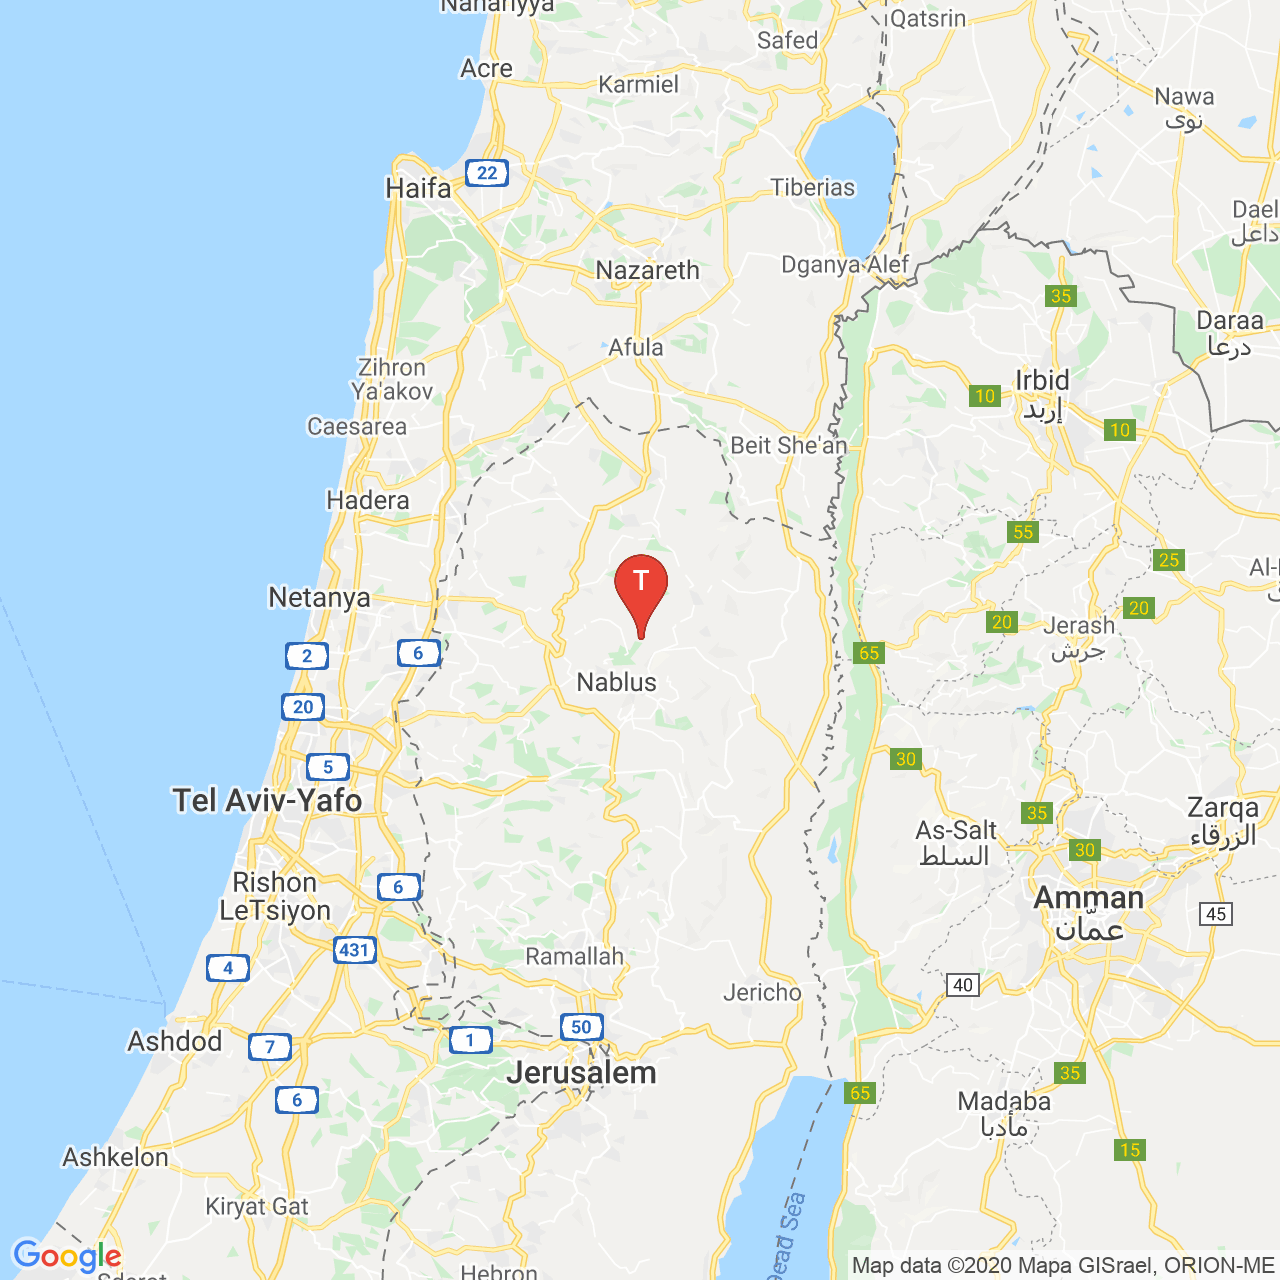 Nahariyya
Qatsrin
Safed
Acre
Karmiel
Nawa
نوى
22
Haifa
Tiberias
Dael
داعل
Nazareth
Dganya Alef
35
Daraa
درعا
Afula
Zihron
Ya'akov
Irbid
إربد
10
Caesarea
10
Beit She'an
Hadera
55
25
T
Netanya
20
20
Jerash
جرش
2
6
65
Nablus
20
30
5
Tel Aviv-Yafo
35
Zarqa
الزرقاء
As-Salt
السلط
30
Rishon
LeTsiyon
6
Amman
عمّان
45
431
Ramallah
4
Jericho
40
50
Ashdod
7
1
Jerusalem
35
6
65
Madaba
مأدبا
15
Ashkelon
Kiryat Gat
Dead Sea
Google
Sderot
Hebron
Map data ©2020 Mapa GISrael, ORION-ME